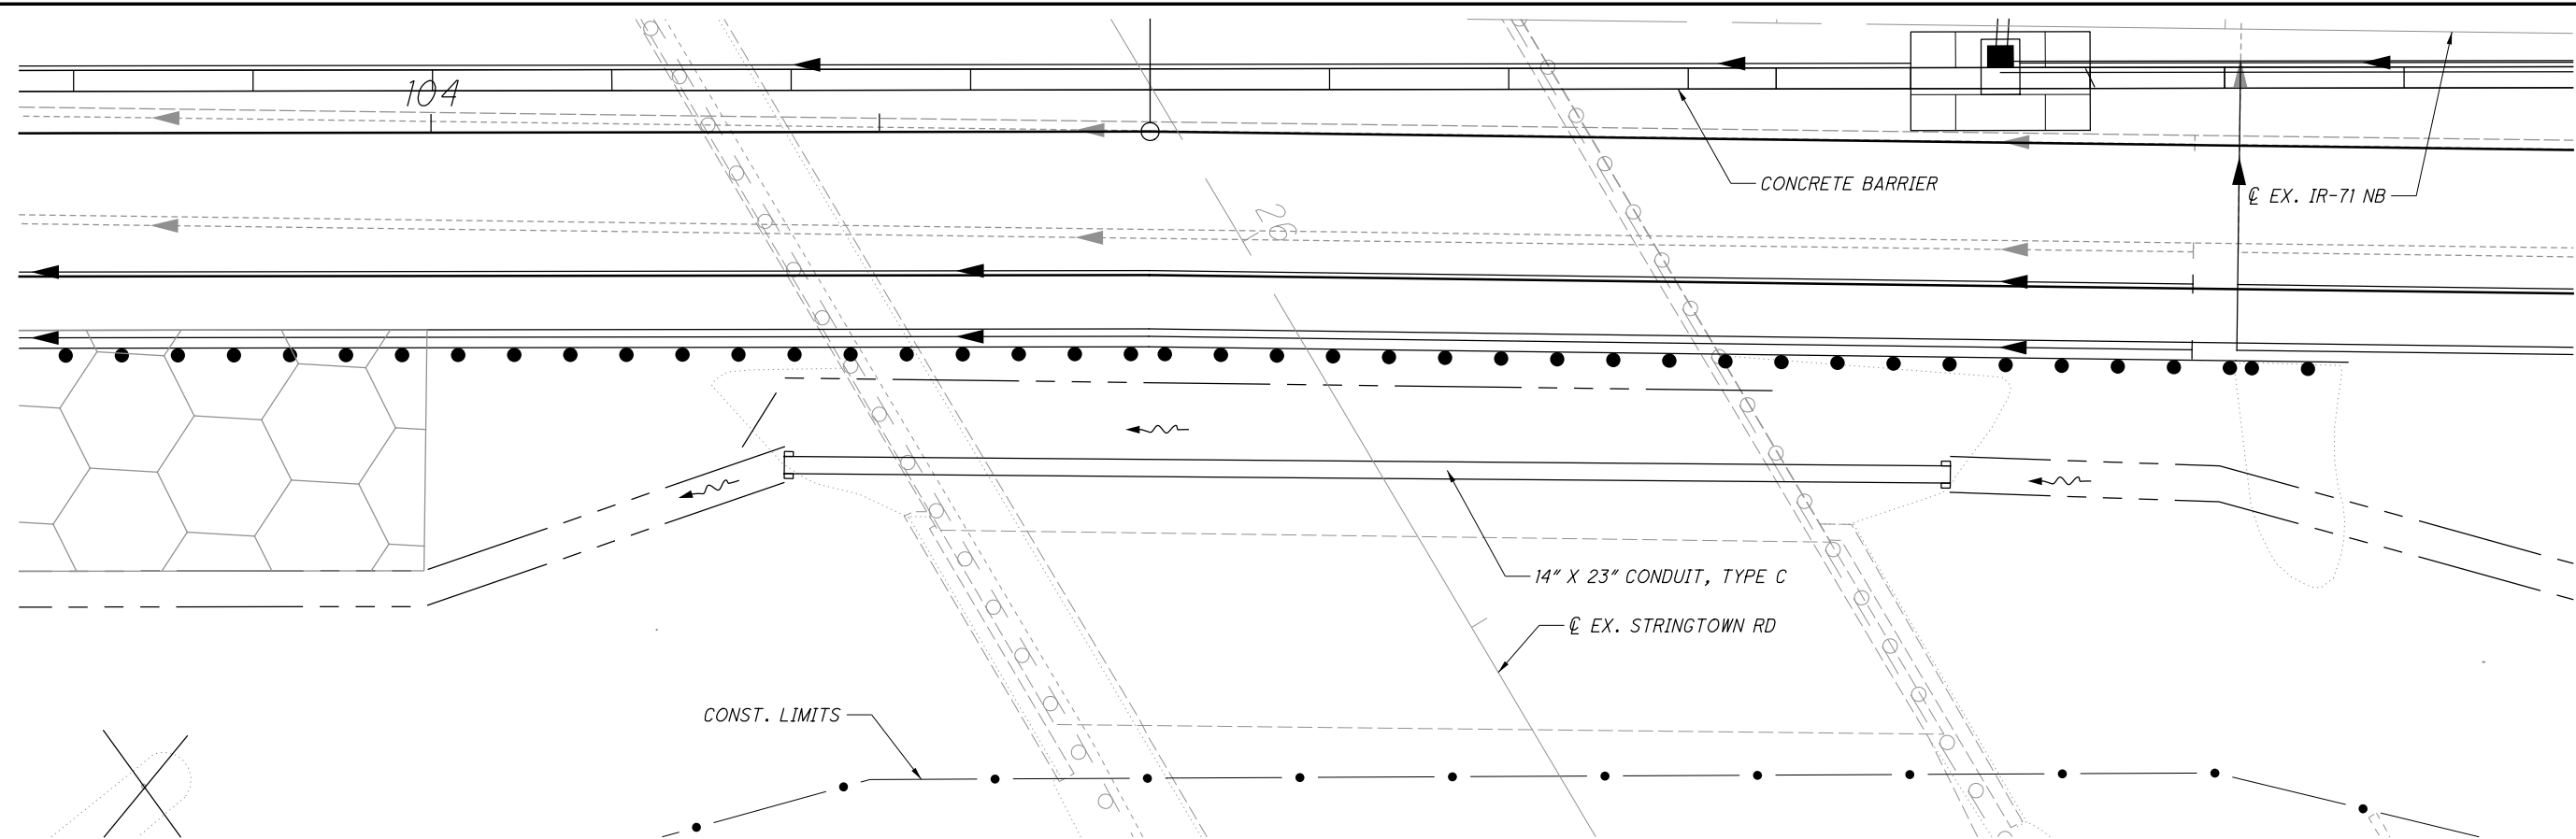 104
CONCRETE BARRIER
℄ EX. IR-71 NB
26
14" X 23" CONDUIT, TYPE C
℄ EX. STRINGTOWN RD
CONST. LIMITS